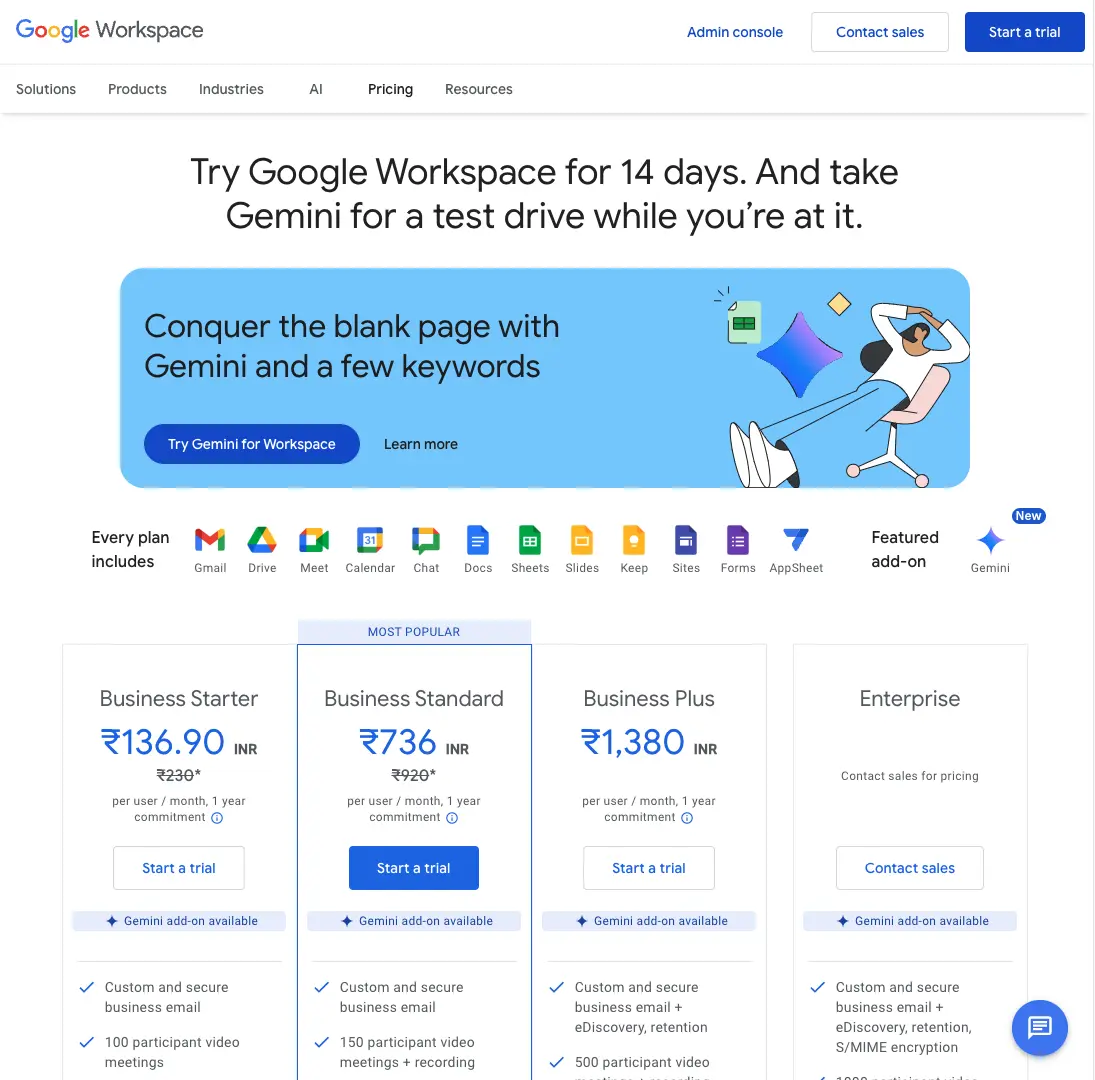 Google Workspace
Admin console
Contact sales
Start a trial
Solutions
Products
Industries
AI
Pricing
Resources
Try Google Workspace for 14 days. And take
Gemini for a test drive while you’re at it.
Conquer the blank page with
Gemini and a few keywords
Try Gemini for Workspace
Learn more
Every plan
includes
Gmail
Drive
Meet
31
Calendar
Chat
Docs
Sheets
Slides
Keep
Sites
Forms
AppSheet
Featured
add-on
New
Gemini
MOST POPULAR
Business Starter
₹136.90 INR
₹230*
per user / month, 1 year
commitment
Start a trial
Gemini add-on available
Custom and secure
business email
100 participant video
meetings
Business Standard
₹736 INR
₹920*
per user / month, 1 year
commitment
Start a trial
Gemini add-on available
Custom and secure
business email
150 participant video
meetings + recording
Business Plus
₹1,380 INR
per user / month, 1 year
commitment
Start a trial
Gemini add-on available
Custom and secure
business email +
eDiscovery, retention
500 participant video
meetings + recording
Enterprise
Contact sales for pricing
Contact sales
Gemini add-on available
Custom and secure
business email +
eDiscovery, retention,
S/MIME encryption
1000 participant video